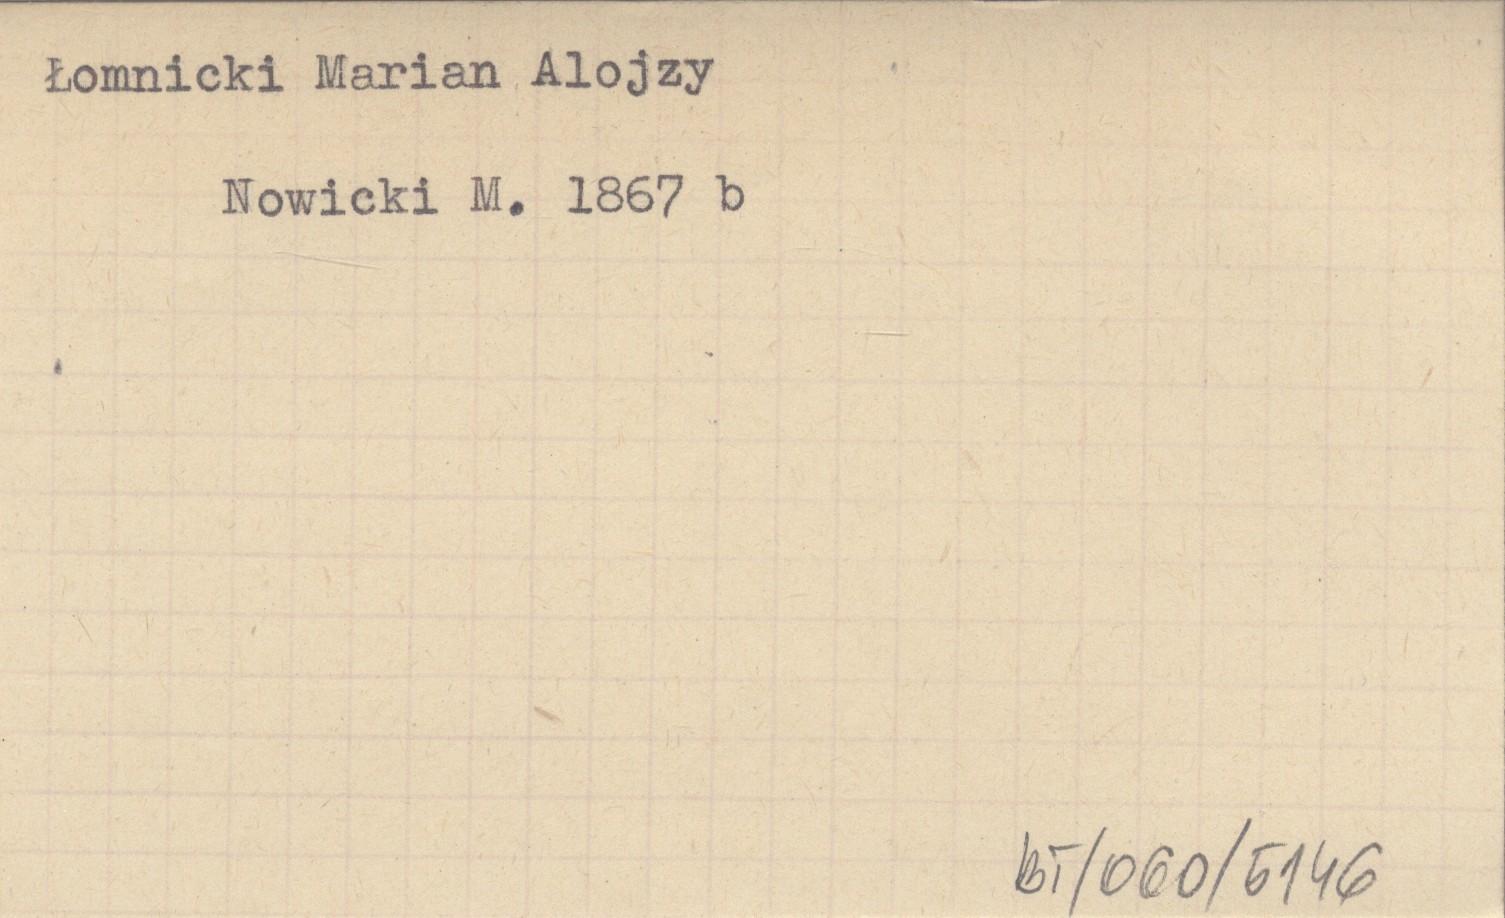 Łomnicki Marian Alojzy
Nowicki M. 1867 b
BT/060/5146